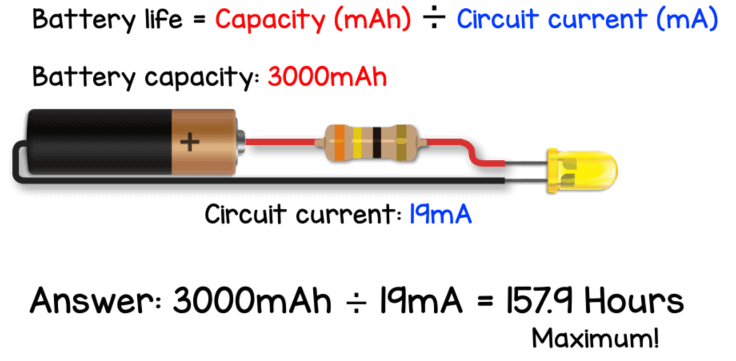 Battery life = Capacity (mAh) ÷ Circuit current (mA)
Battery capacity: 3000mAh
+
Circuit current: 19mA
Answer: 3000mAh ÷ 19mA = 157.9 Hours
Maximum!